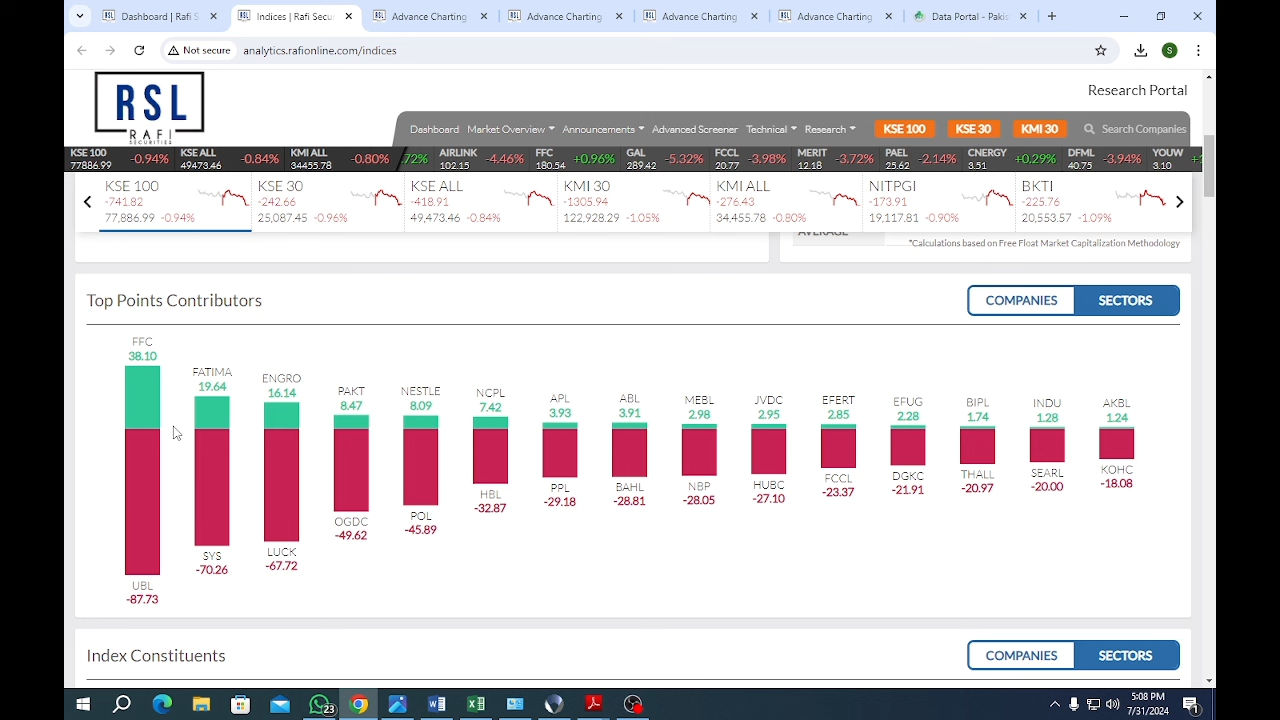 Dashboard | Rafi S
Indices | Rafi Secur
Advance Charting
Advance Charting
Advance Charting
Advance Charting
Data Portal - Pakis
Not secure
analytics.rafionline.com/indices
S
RSL
RAFI
SECURITIES
Research Portal
Dashboard Market Overview Announcements Advanced Screener Technical Research KSE 100 KSE 30 KMI 30 Search Companies
KSE 100 77886.99 -0.94%
KSE ALL 49473.46 -0.84%
KMI ALL 34455.78 -0.80%
.72%
AIRLINK 102.15 -4.49%
FFC 180.54 +0.96%
GAL 289.42 -5.32%
FCCL 20.77 -3.93%
MERIT 12.18 -3.72%
PAEL 25.62 -2.14%
CNERGY 3.51 +0.29%
DFML 40.75 -3.94%
YOUW 3.10
KSE 100
-741.82
77,886.99 -0.94%
KSE 30
-242.66
25,087.45 -0.96%
KSE ALL
49,473.46 -0.84%
KMI 30
-1305.94
122,928.29 -1.05%
KMI ALL
-276.43
34,455.78 -0.80%
NITPGI
-173.91
19,117.81 -0.90%
BKTI
-225.76
20,553.57 -1.09%
AVERAGE
*Calculations based on Free Float Market Capitalization Methodology
Top Points Contributors
COMPANIES SECTORS
FFC
38.10
UBL
-87.73
FATIMA
19.64
SYS
-70.26
ENGRO
16.14
LUCK
-67.72
PAKT
8.47
OGDC
-49.62
NESTLE
8.09
POL
-45.89
NCPL
7.42
HBL
-32.87
APL
3.93
PPL
-29.18
ABL
3.91
BAHL
-28.81
MEBL
2.98
NBP
-28.05
JVDC
2.95
HUBC
-27.10
EFERT
2.85
FCCL
-23.37
EFUG
2.28
DGKC
-21.91
BIPL
1.74
THALL
-20.97
INDU
1.28
SEARL
-20.00
AKBL
1.24
KOHC
-18.08
Index Constituents
COMPANIES SECTORS
23
5:08 PM
7/31/2024